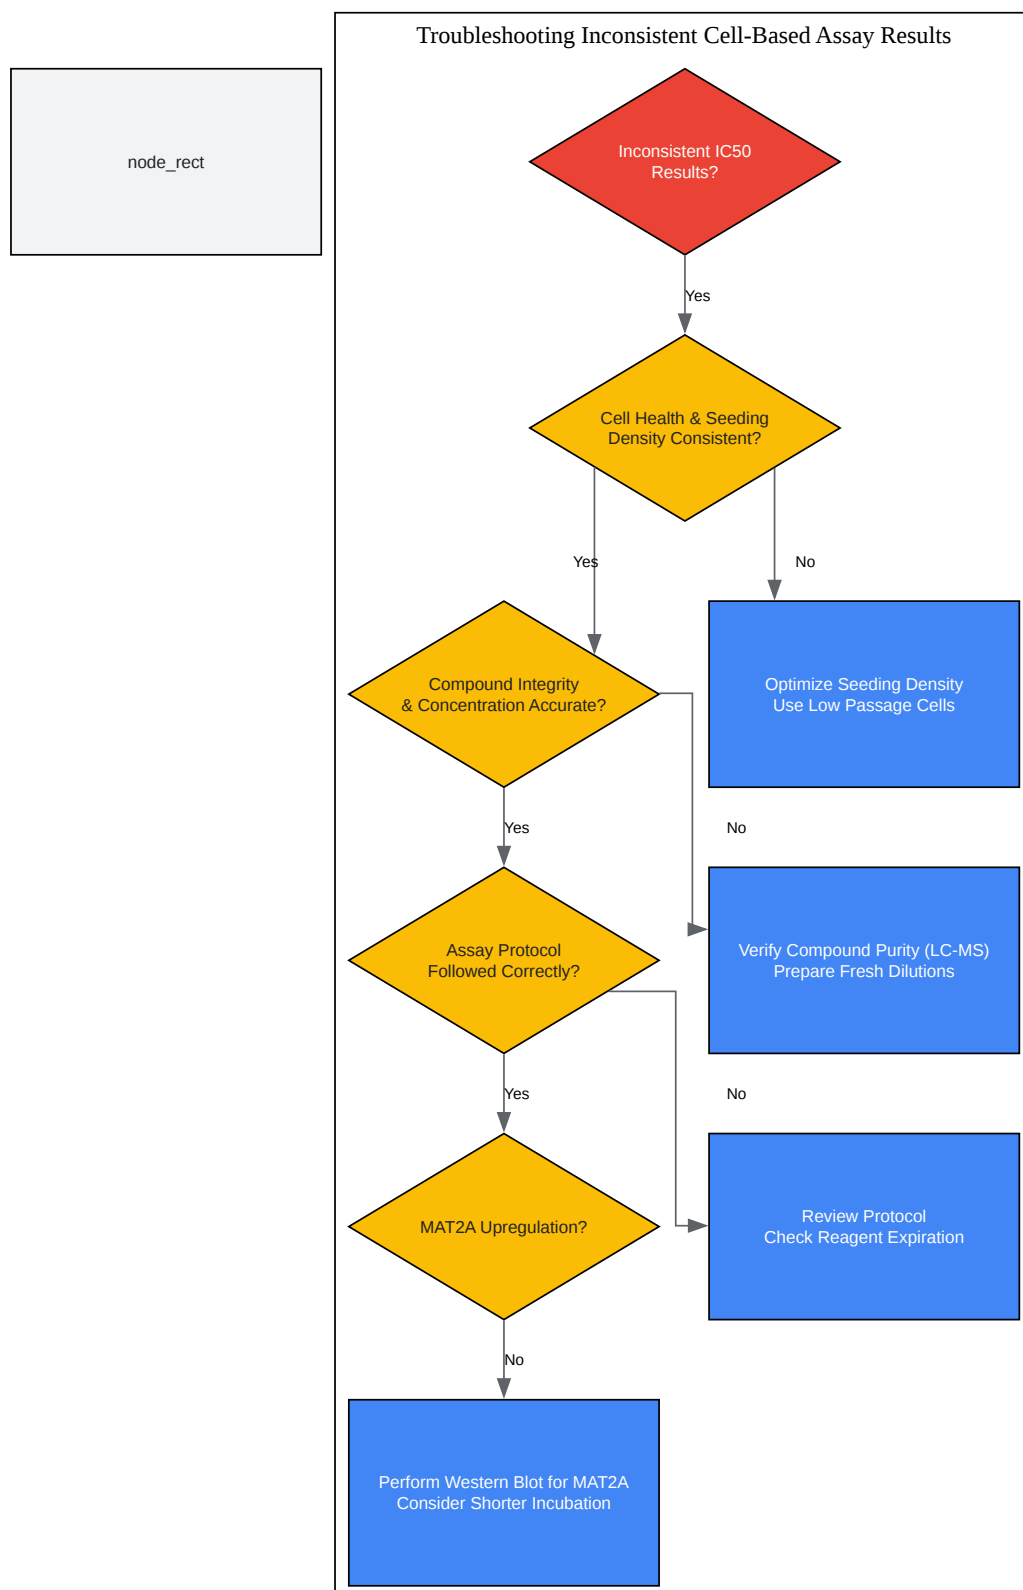 Troubleshooting Inconsistent Cell-Based Assay Results
node_rect
Inconsistent IC50
Results?
Yes
Cell Health & Seeding
Density Consistent?
Yes
No
Compound Integrity
& Concentration Accurate?
Optimize Seeding Density
Use Low Passage Cells
Yes
No
Assay Protocol
Followed Correctly?
Verify Compound Purity (LC-MS)
Prepare Fresh Dilutions
Yes
No
MAT2A Upregulation?
Review Protocol
Check Reagent Expiration
No
Perform Western Blot for MAT2A
Consider Shorter Incubation